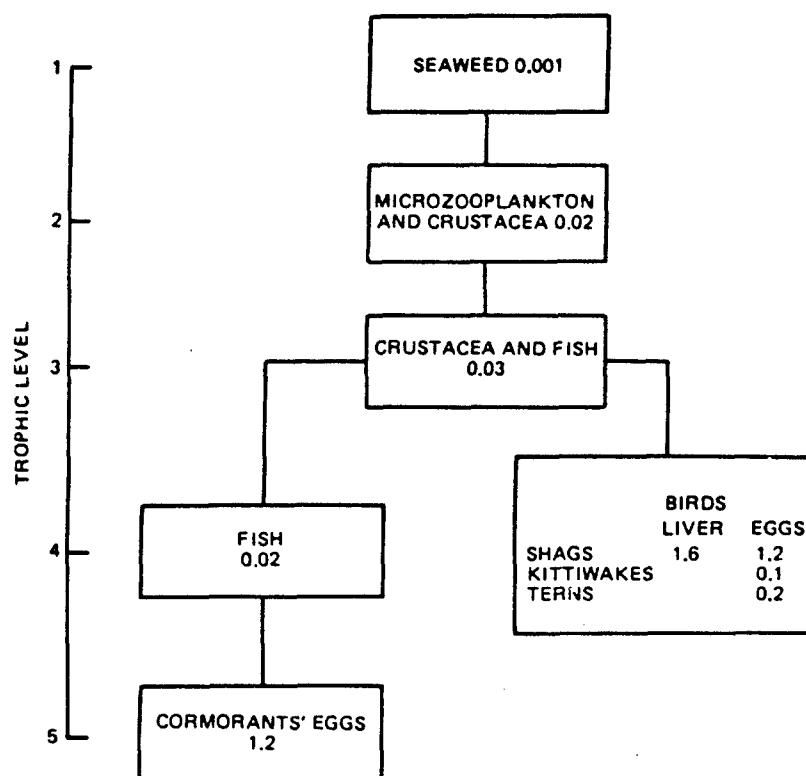 1
SEAWEED 0.001
2
MICROZOOPLANKTON
AND CRUSTACEA 0.02
TROPHIC LEVEL
3
CRUSTACEA AND FISH
0.03
4
FISH
0.02
BIRDS
LIVER EGGS
SHAGS 1.6 1.2
KITTIWAKES 0.1
TERNS 0.2
5
CORMORANTS' EGGS
1.2